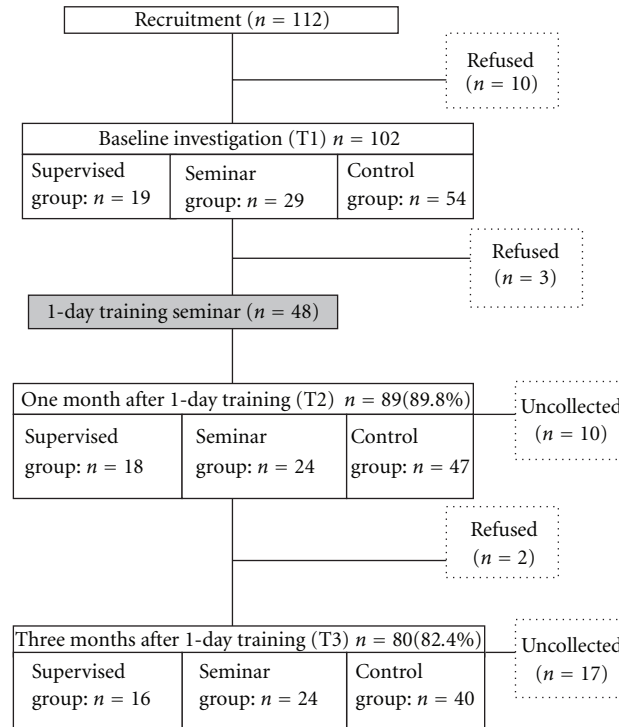 Recruitment (n = 112)
Refused
(n = 10)
Baseline investigation (T1) n = 102
Supervised
group: n = 19
Seminar
group: n = 29
Control
group: n = 54
Refused
(n = 3)
1-day training seminar (n = 48)
One month after 1-day training (T2) n = 89(89.8%)
Supervised
group: n = 18
Seminar
group: n = 24
Control
group: n = 47
Uncollected
(n = 10)
Refused
(n = 2)
Three months after 1-day training (T3) n = 80(82.4%)
Supervised
group: n = 16
Seminar
group: n = 24
Control
group: n = 40
Uncollected
(n = 17)